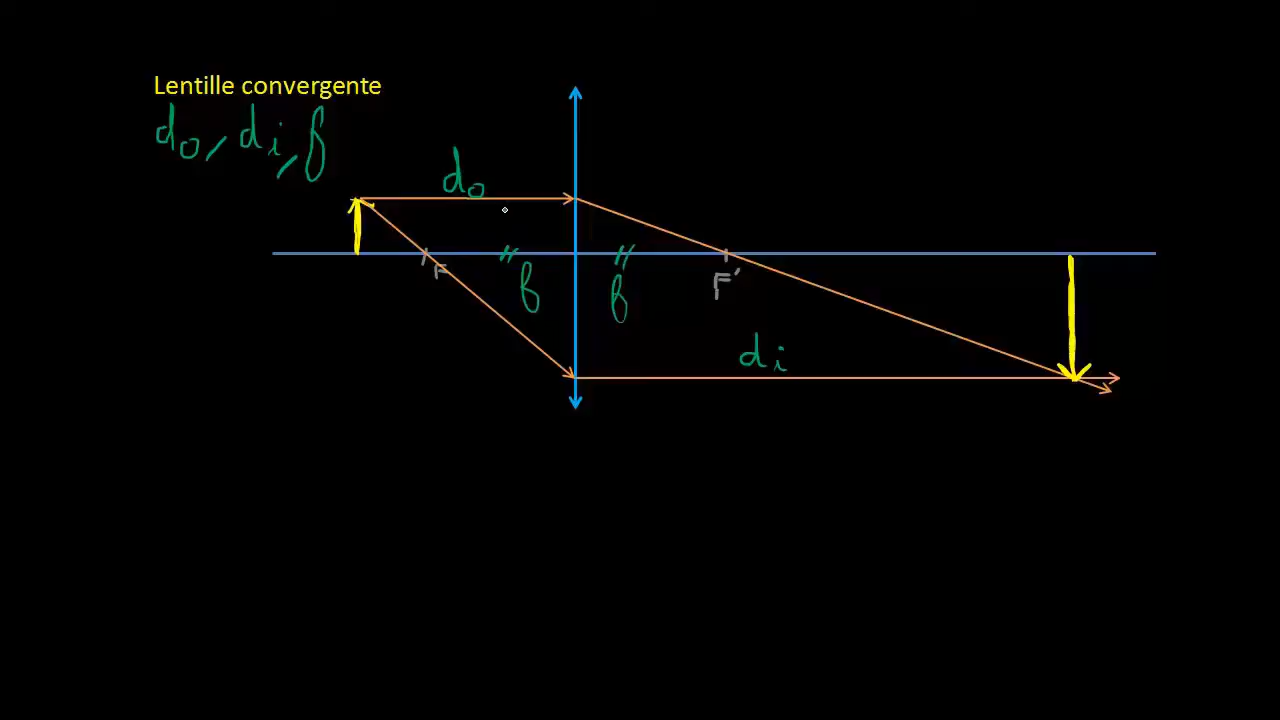 Lentille convergente
do, di, f
do
F
f
f
F'
di